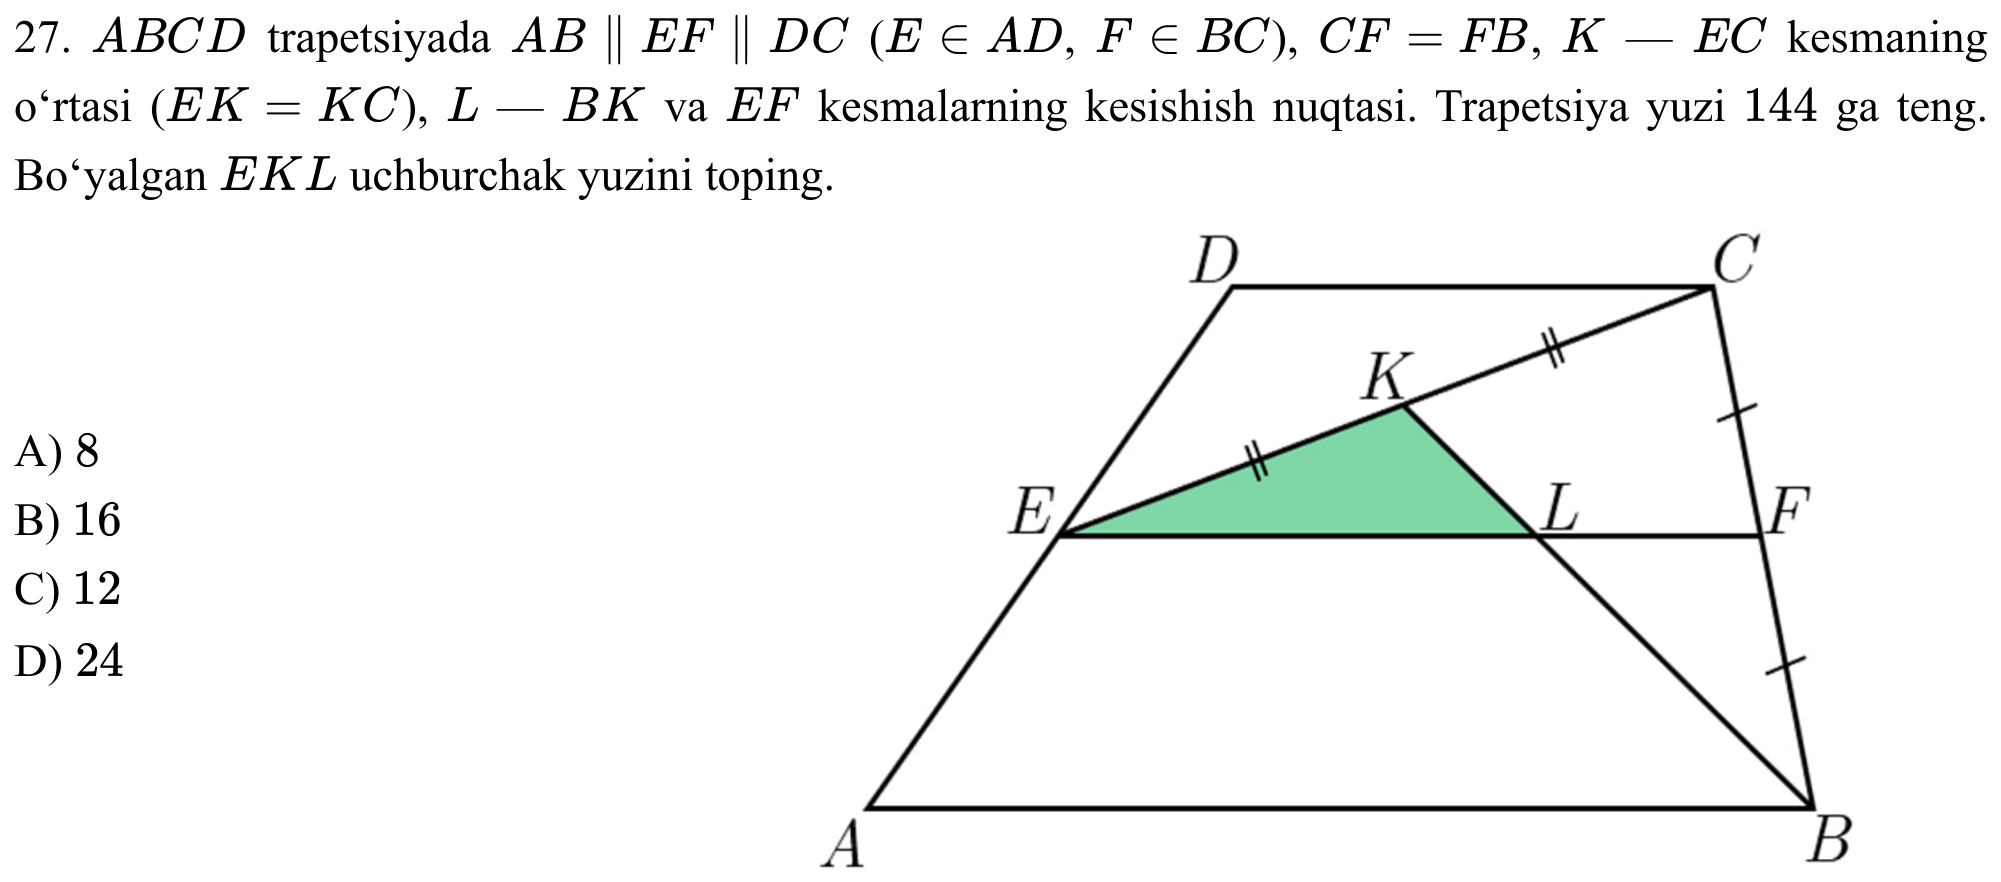 27. ABCD trapetsiyada AB ∥ EF ∥ DC (E ∈ AD, F ∈ BC), CF = FB, K — EC kesmaning
o‘rtasi (EK = KC), L — BK va EF kesmalarning kesishish nuqtasi. Trapetsiya yuzi 144 ga teng.
Bo‘yalgan EKL uchburchak yuzini toping.
D C
K
A) 8
B) 16
E L F
C) 12
D) 24
A B